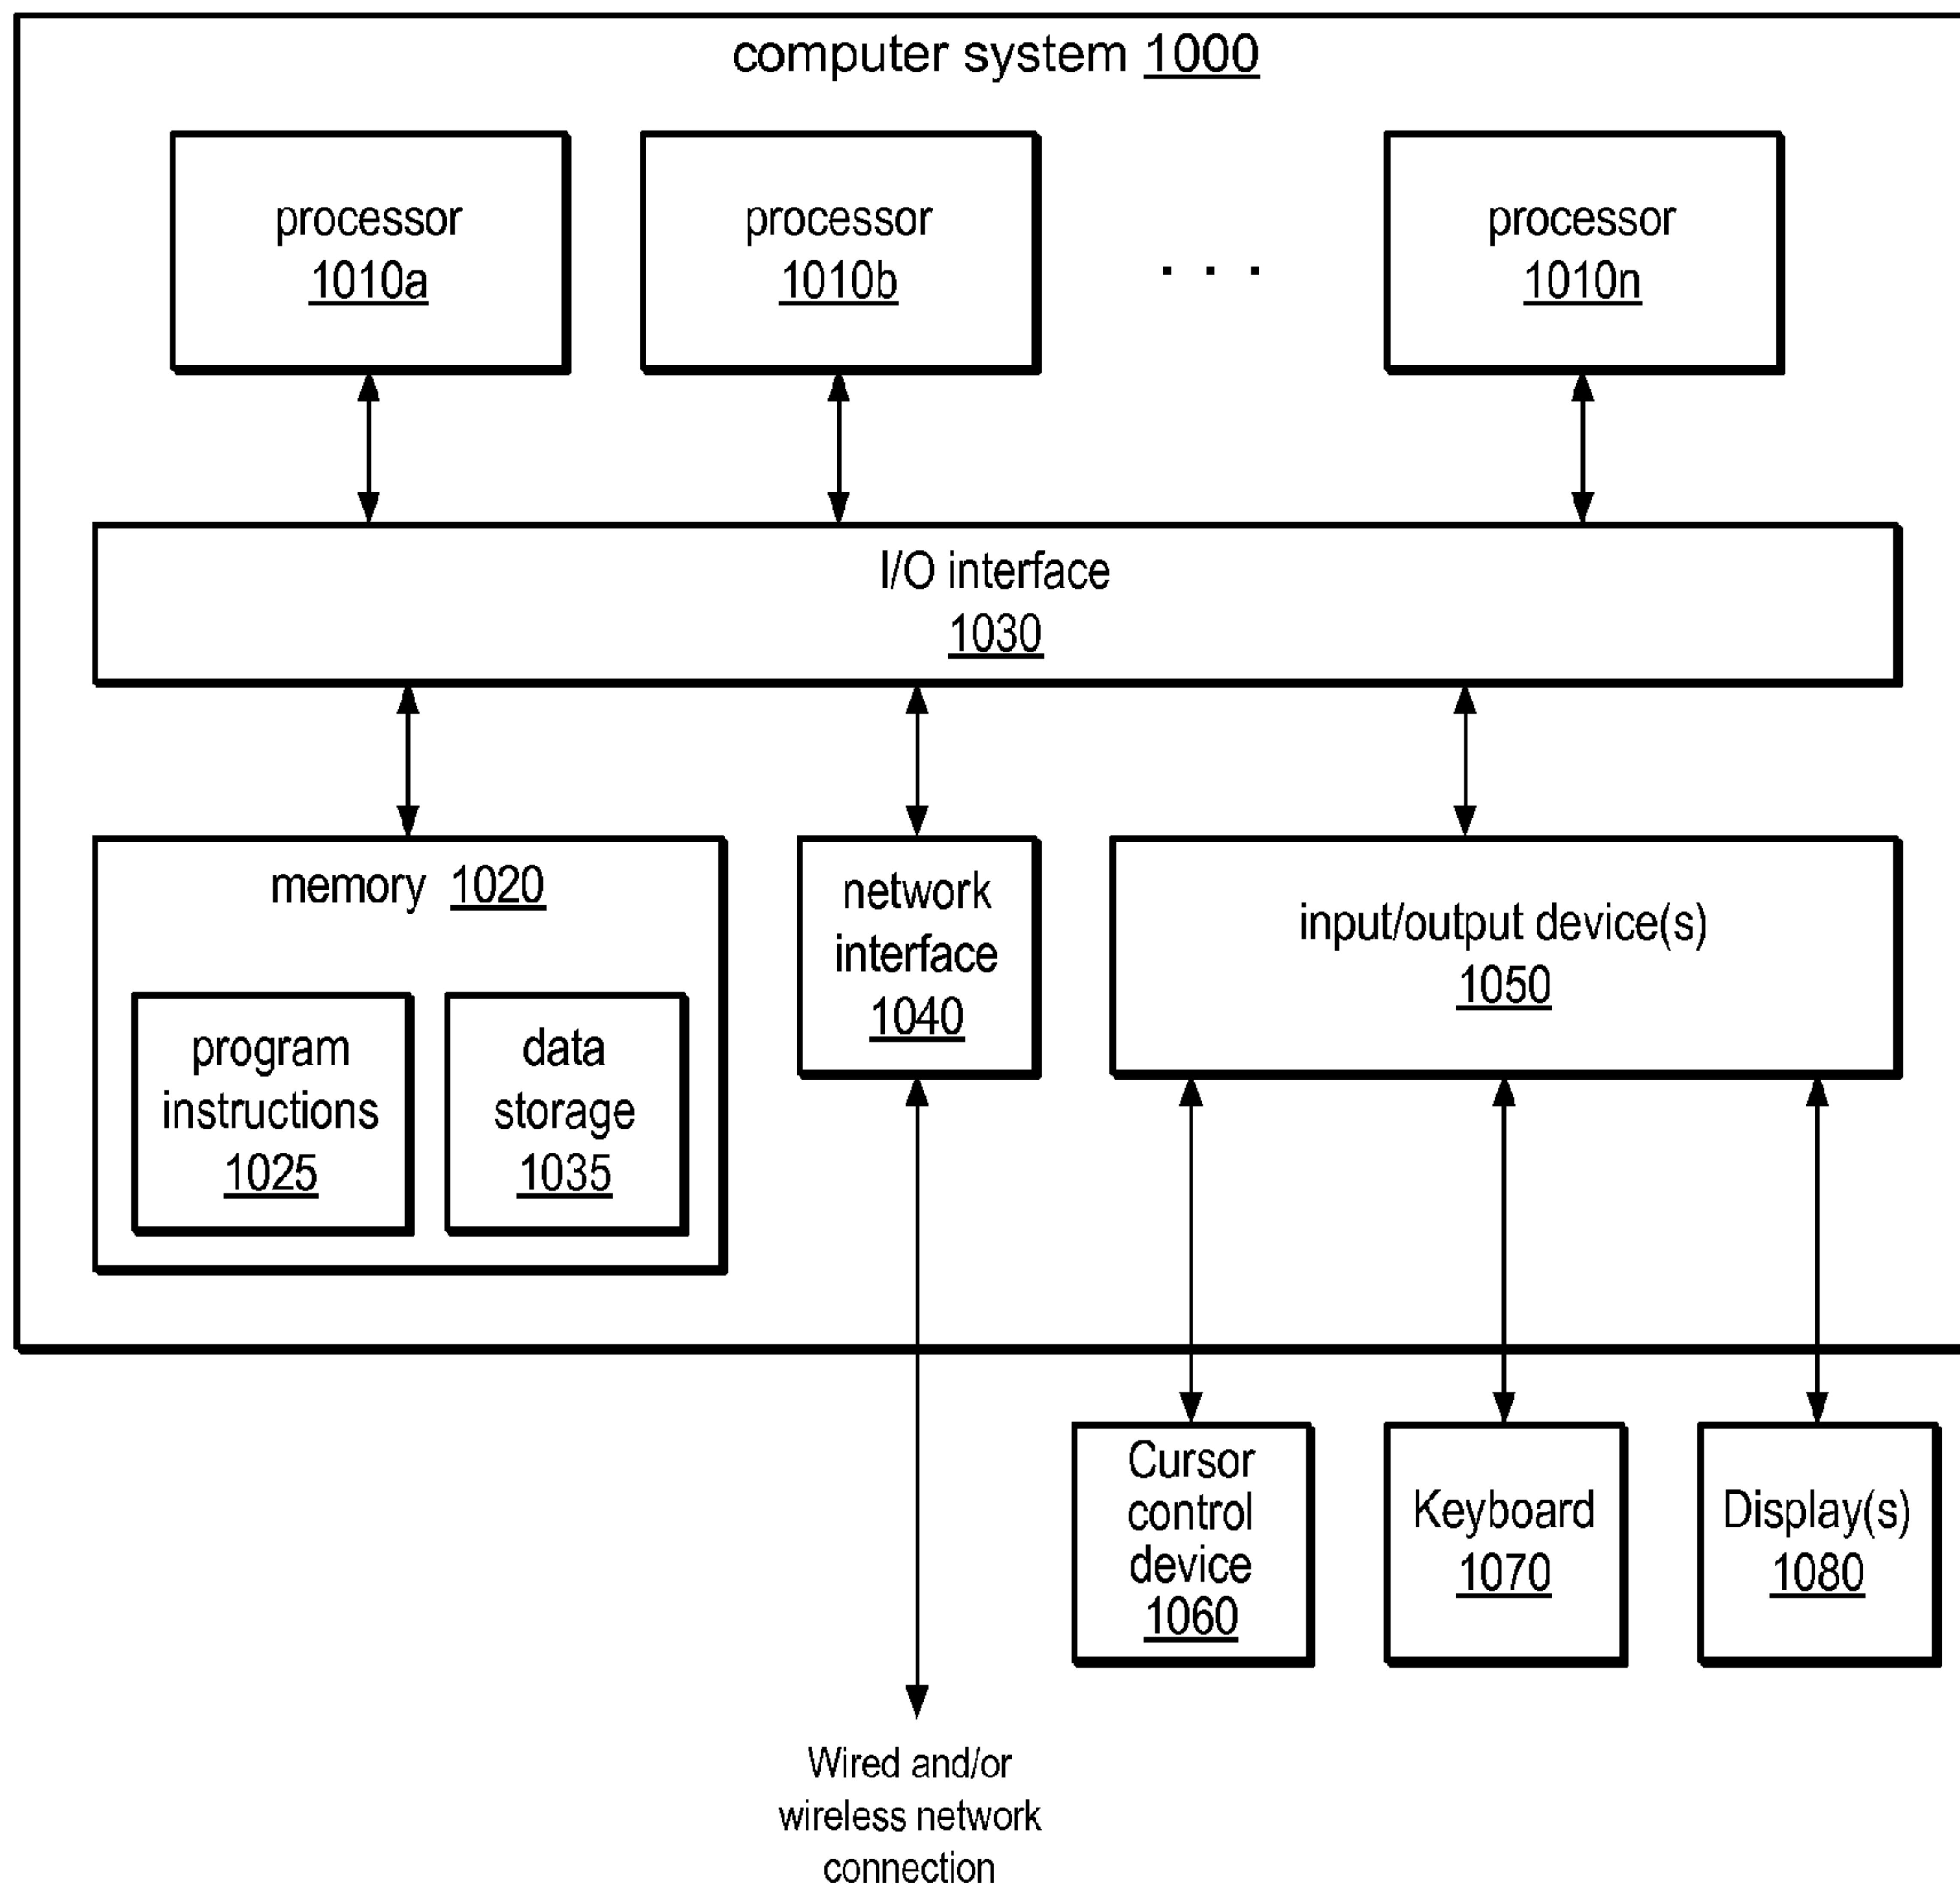 computer system 1000
processor
1010a
processor
1010b
. . .
processor
1010n
I/O interface
1030
memory 1020
program
instructions
1025
data
storage
1035
network
interface
1040
input/output device(s)
1050
Cursor
control
device
1060
Keyboard
1070
Display(s)
1080
Wired and/or
wireless network
connection